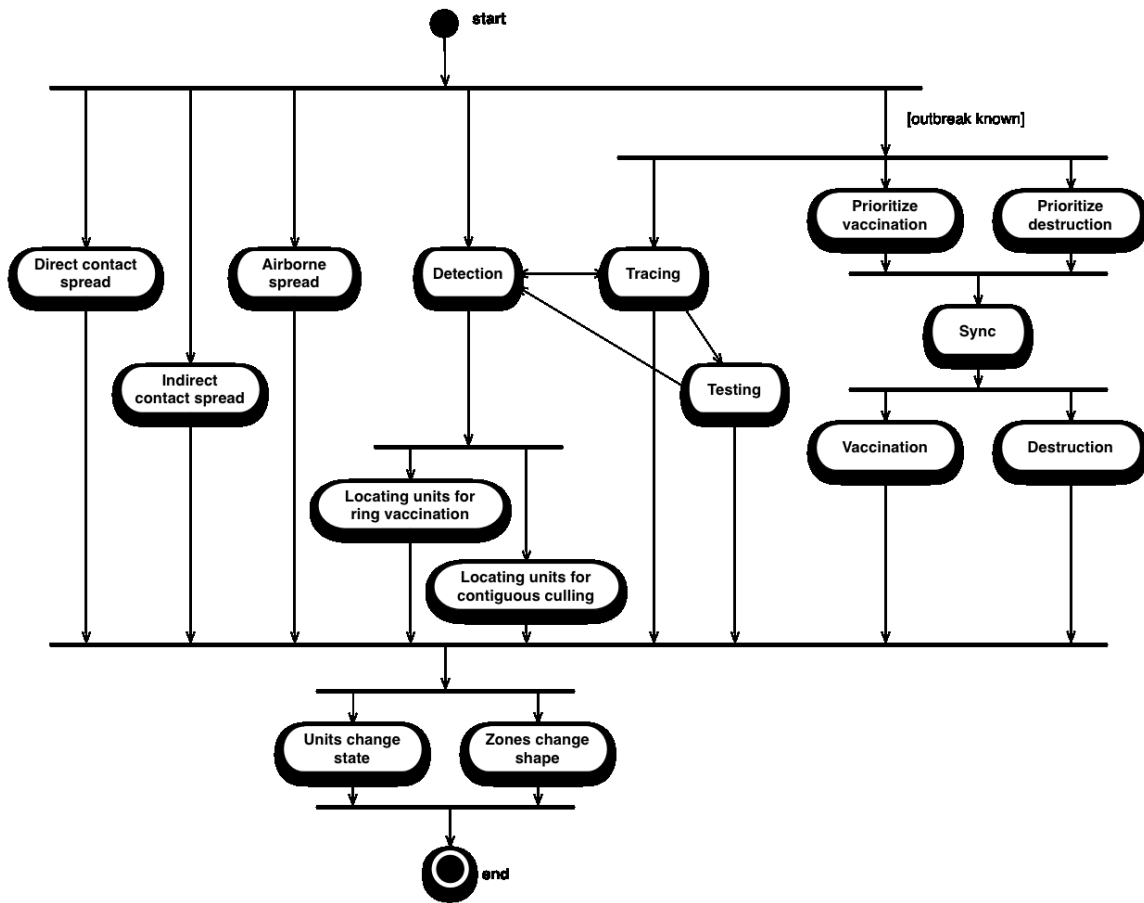 start
[outbreak known]
Prioritize
vaccination
Prioritize
destruction
Direct contact
spread
Airborne
spread
Detection
Tracing
Sync
Indirect
contact spread
Testing
Vaccination
Destruction
Locating units for
ring vaccination
Locating units for
contiguous culling
Units change
state
Zones change
shape
end